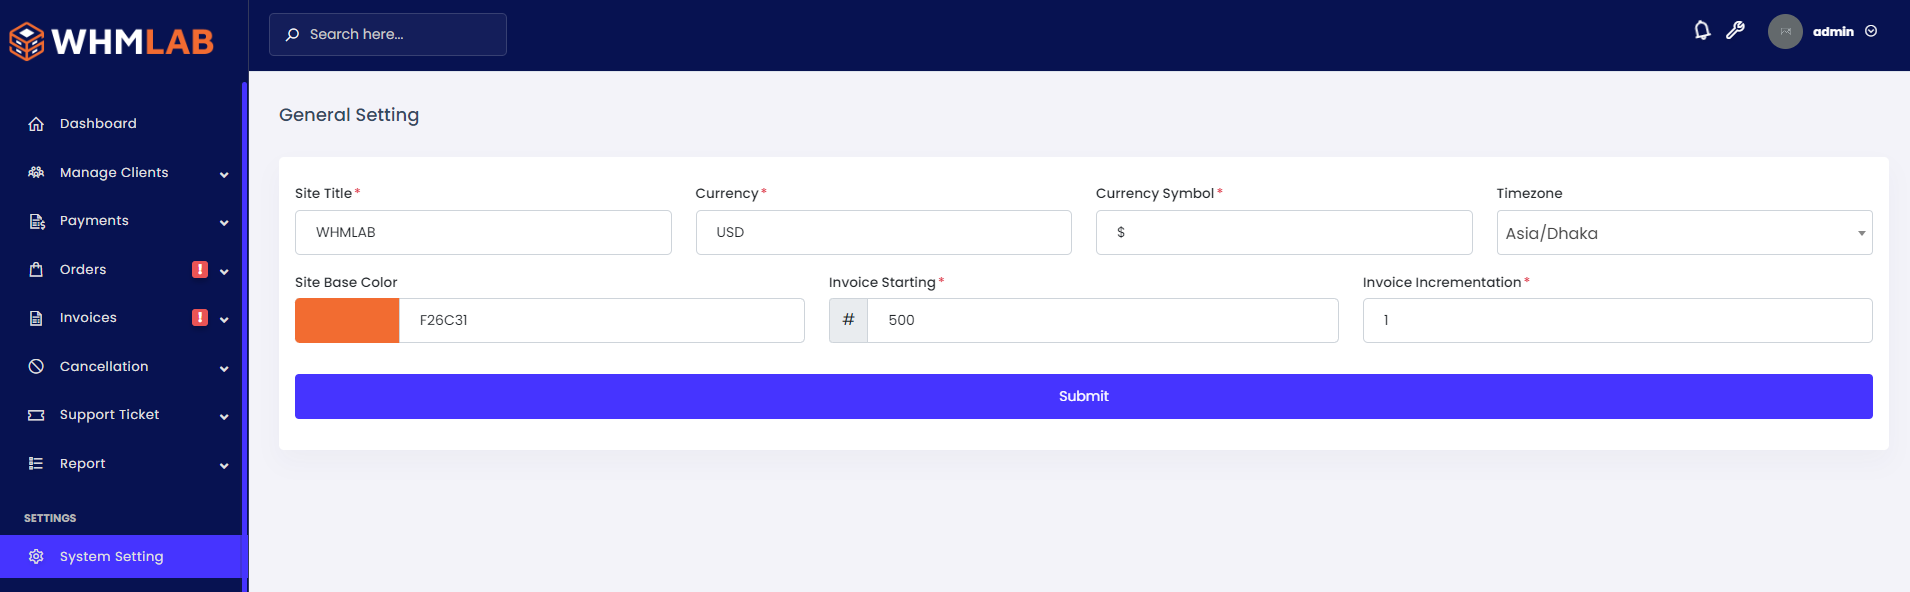 WHMLAB
Search here...
admin
Dashboard
Manage Clients
Payments
Orders
!
Invoices
!
Cancellation
Support Ticket
Report
SETTINGS
System Setting
General Setting
Site Title *
Currency *
Currency Symbol *
Timezone
WHMLAB
USD
$
Asia/Dhaka
Site Base Color
Invoice Starting *
Invoice Incrementation *
F26C31
# 500
1
Submit